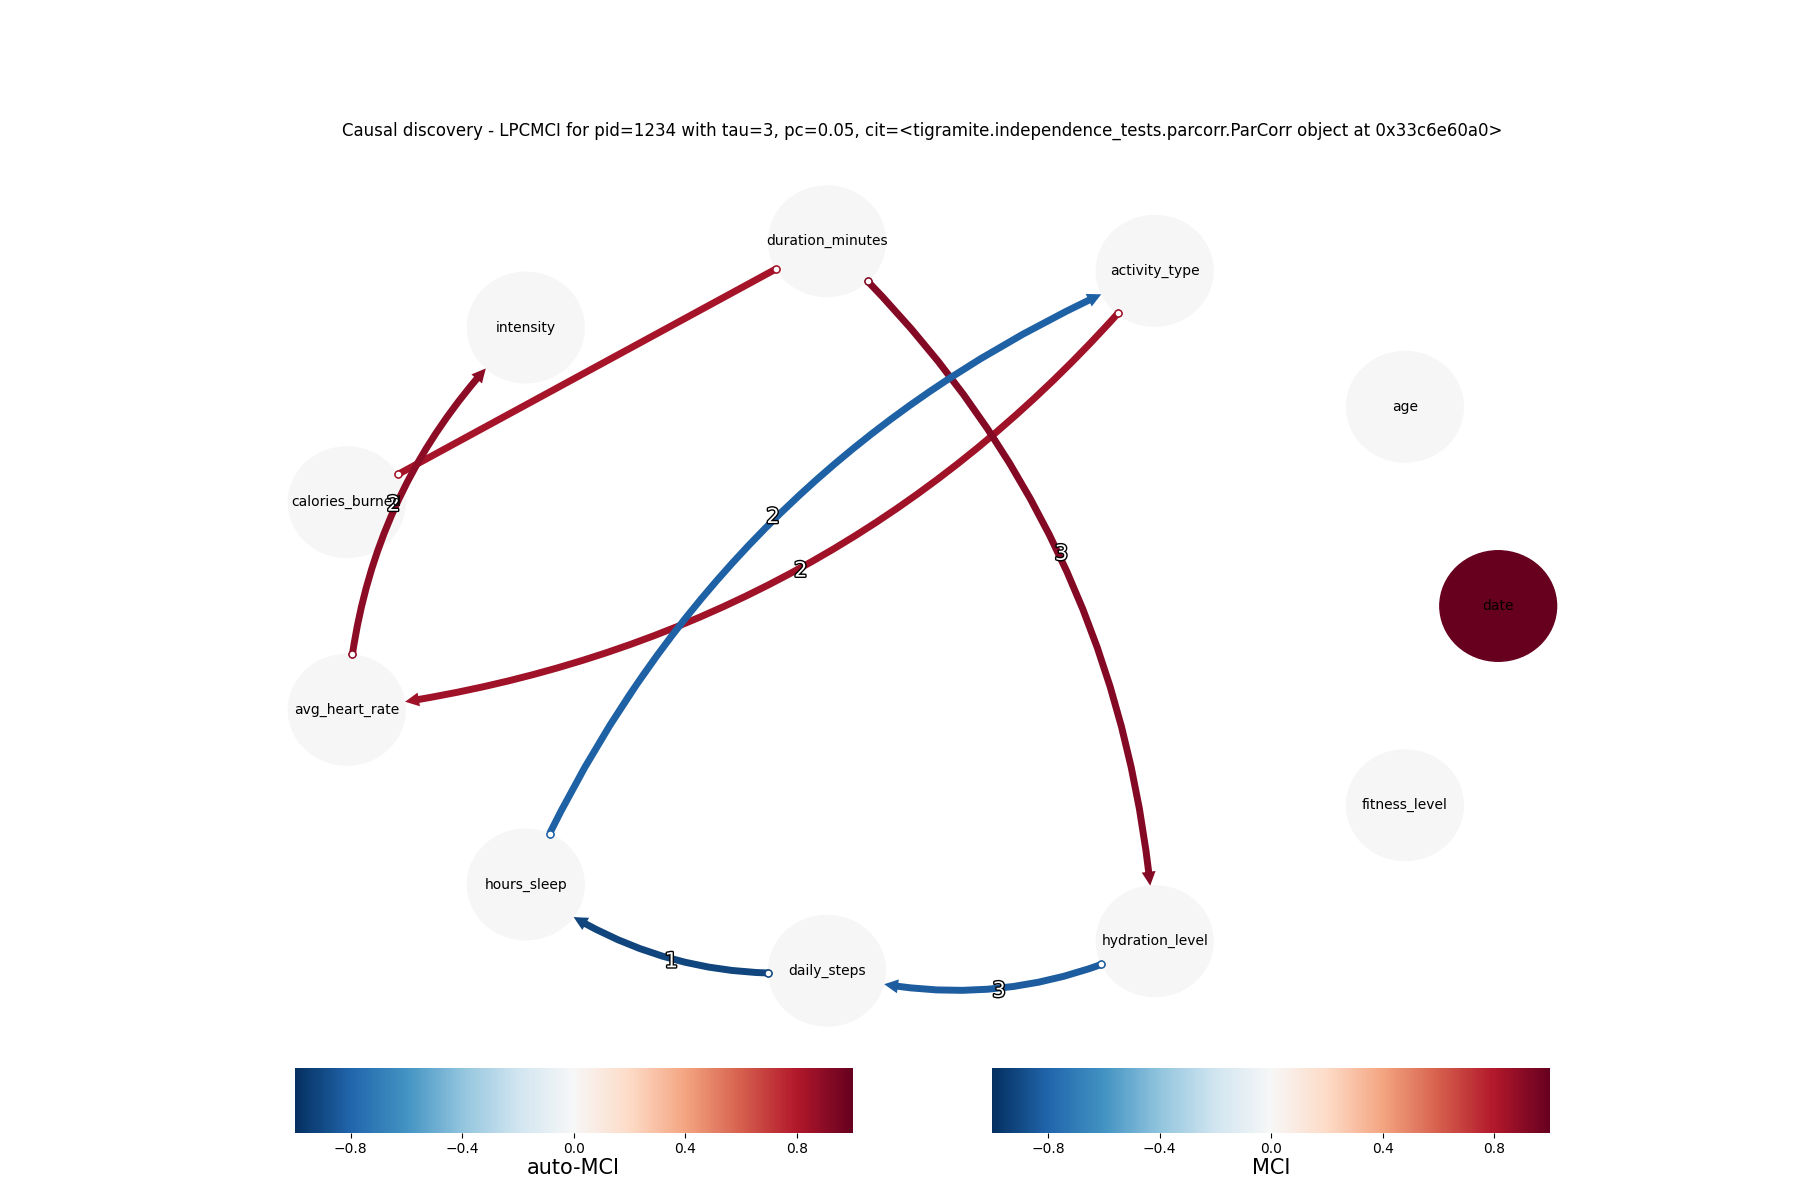 Causal discovery - LPCMCI for pid=1234 with tau=3, pc=0.05, cit=<tigramite.independence_tests.parcorr.ParCorr object at 0x33c6e60a0>
duration_minutes
activity_type
intensity
age
calories_burned
2
2
3
2
date
avg_heart_rate
fitness_level
hours_sleep
hydration_level
1
daily_steps
3
−0.8 −0.4 0.0 0.4 0.8
auto-MCI
−0.8 −0.4 0.0 0.4 0.8
MCI